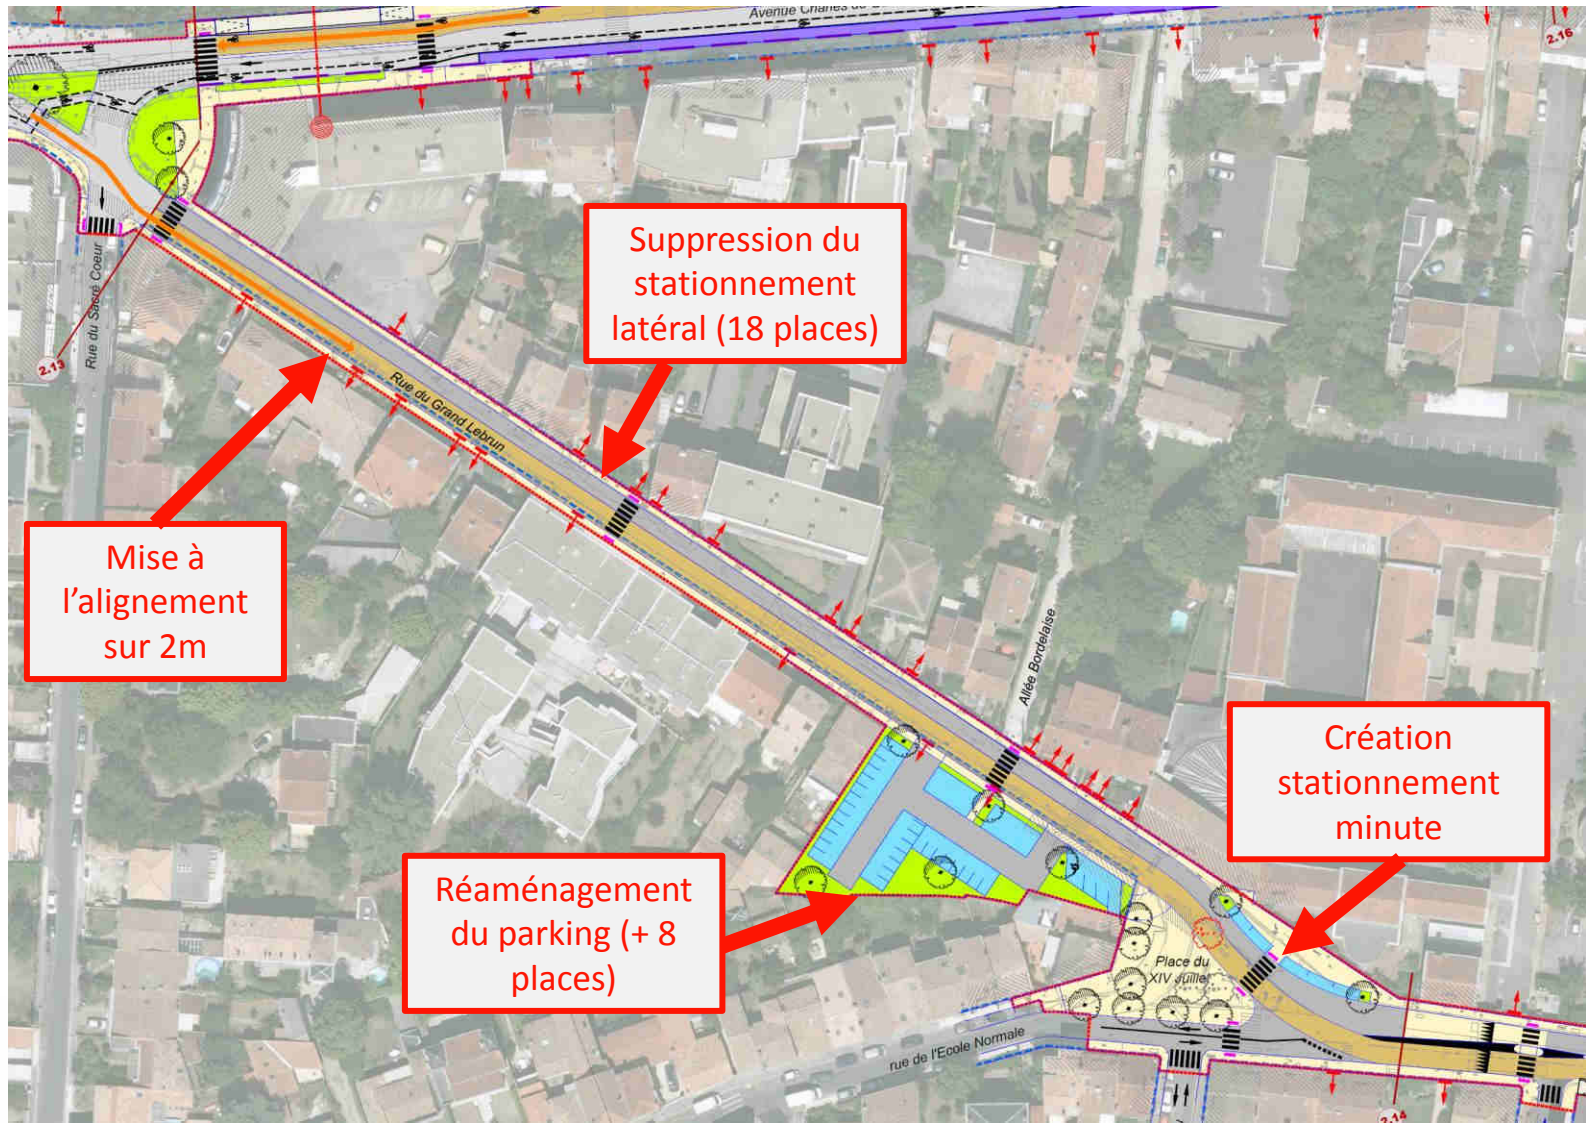 Avenue Charles de G
2.16
Suppression du
stationnement
latéral (18 places)
Rue du Sacré Coeur
2.13
Rue du Grand Lebrun
Mise à
l’alignement
sur 2m
Allée Bordelaise
Création
stationnement
minute
Réaménagement
du parking (+ 8
places)
Place du
XIV Juillet
rue de l'Ecole Normale
2.14